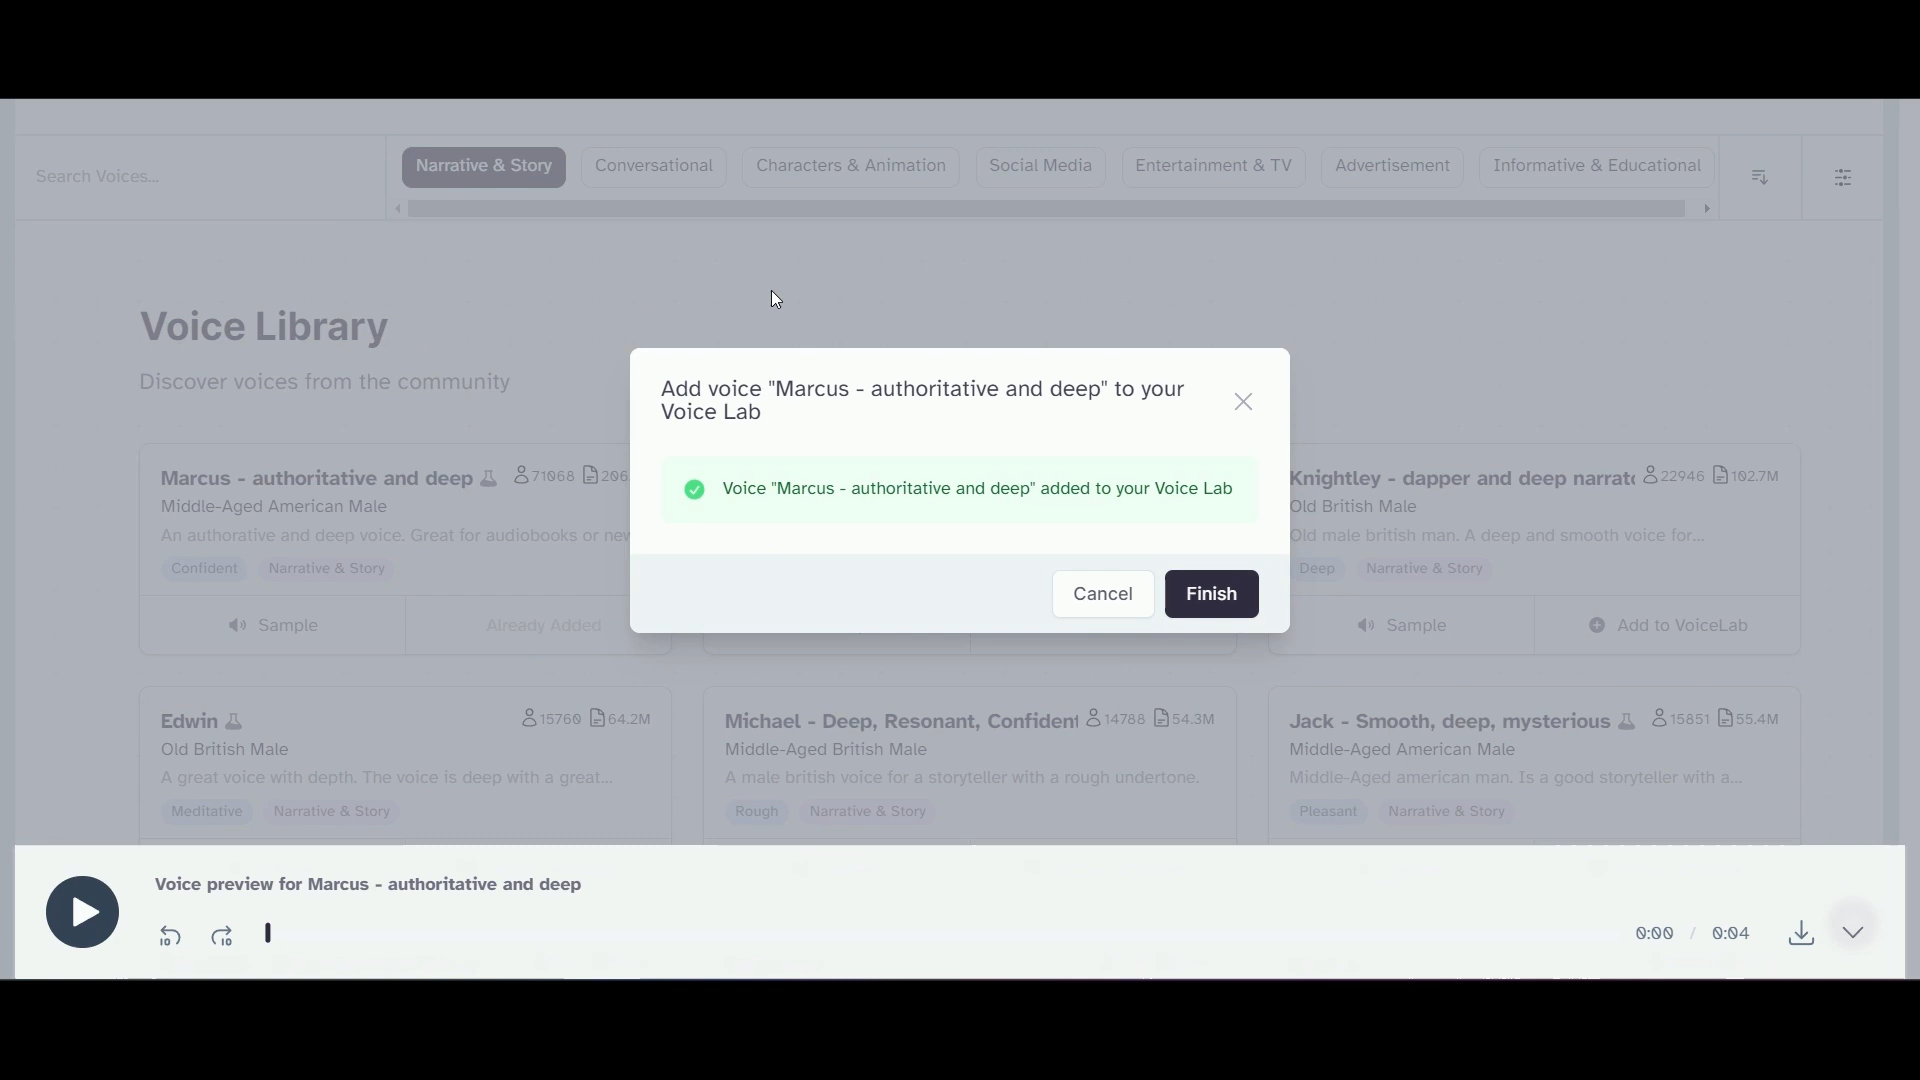 Search Voices...
Narrative & Story
Conversational
Characters & Animation
Social Media
Entertainment & TV
Advertisement
Informative & Educational
Voice Library
Discover voices from the community
Add voice "Marcus - authoritative and deep" to your
Voice Lab
Voice "Marcus - authoritative and deep" added to your Voice Lab
Cancel
Finish
Marcus - authoritative and deep 71068 206
Middle-Aged American Male
An authorative and deep voice. Great for audiobooks or new
Confident Narrative & Story
Sample Already Added
Knightley - dapper and deep narrat 22946 102.7M
Old British Male
Old male british man. A deep and smooth voice for...
Deep Narrative & Story
Sample Add to VoiceLab
Edwin 15760 64.2M
Old British Male
A great voice with depth. The voice is deep with a great...
Meditative Narrative & Story
Michael - Deep, Resonant, Confident 14788 54.3M
Middle-Aged British Male
A male british voice for a storyteller with a rough undertone.
Rough Narrative & Story
Jack - Smooth, deep, mysterious 15851 55.4M
Middle-Aged American Male
Middle-Aged american man. Is a good storyteller with a...
Pleasant Narrative & Story
Voice preview for Marcus - authoritative and deep
10 10
0:00 / 0:04